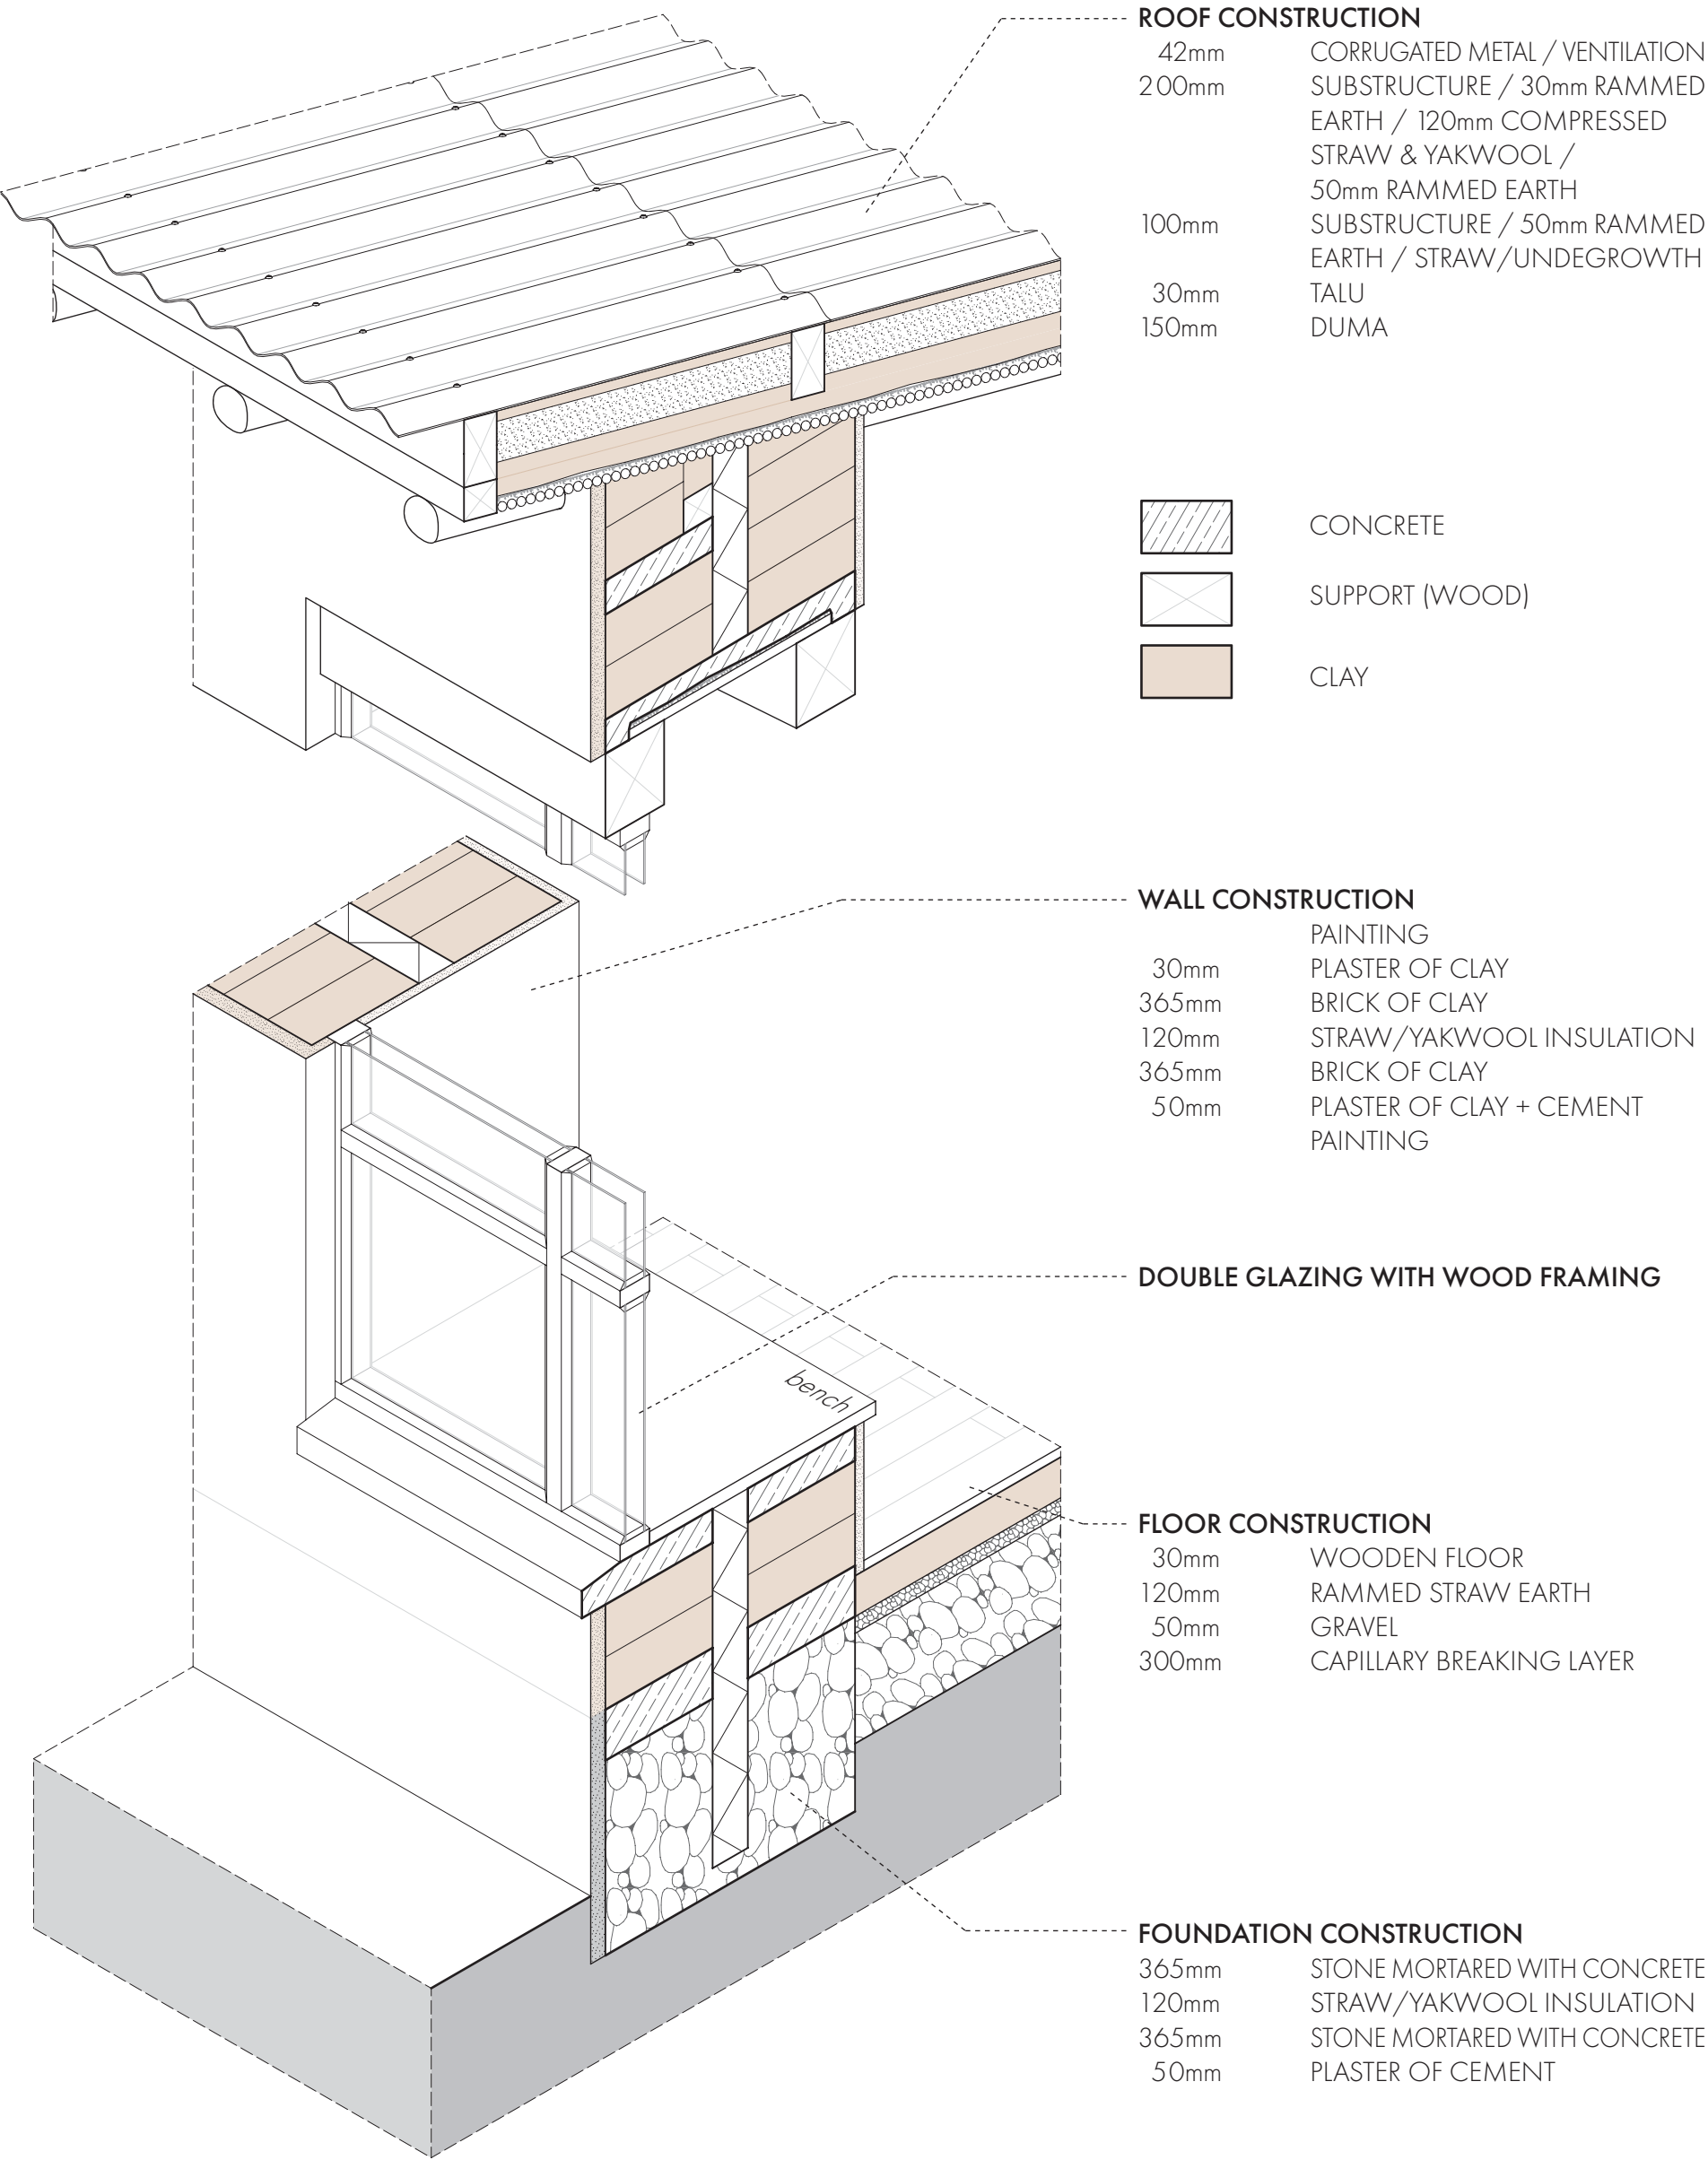 ROOF CONSTRUCTION
42mm CORRUGATED METAL / VENTILATION
200mm SUBSTRUCTURE / 30mm RAMMED
EARTH / 120mm COMPRESSED
STRAW & YAKWOOL /
50mm RAMMED EARTH
100mm SUBSTRUCTURE / 50mm RAMMED
EARTH / STRAW/UNDEGROWTH
30mm TALU
150mm DUMA
CONCRETE
SUPPORT (WOOD)
CLAY
WALL CONSTRUCTION
PAINTING
30mm PLASTER OF CLAY
365mm BRICK OF CLAY
120mm STRAW/YAKWOOL INSULATION
365mm BRICK OF CLAY
50mm PLASTER OF CLAY + CEMENT
PAINTING
DOUBLE GLAZING WITH WOOD FRAMING
bench
FLOOR CONSTRUCTION
30mm WOODEN FLOOR
120mm RAMMED STRAW EARTH
50mm GRAVEL
300mm CAPILLARY BREAKING LAYER
FOUNDATION CONSTRUCTION
365mm STONE MORTARED WITH CONCRETE
120mm STRAW/YAKWOOL INSULATION
365mm STONE MORTARED WITH CONCRETE
50mm PLASTER OF CEMENT